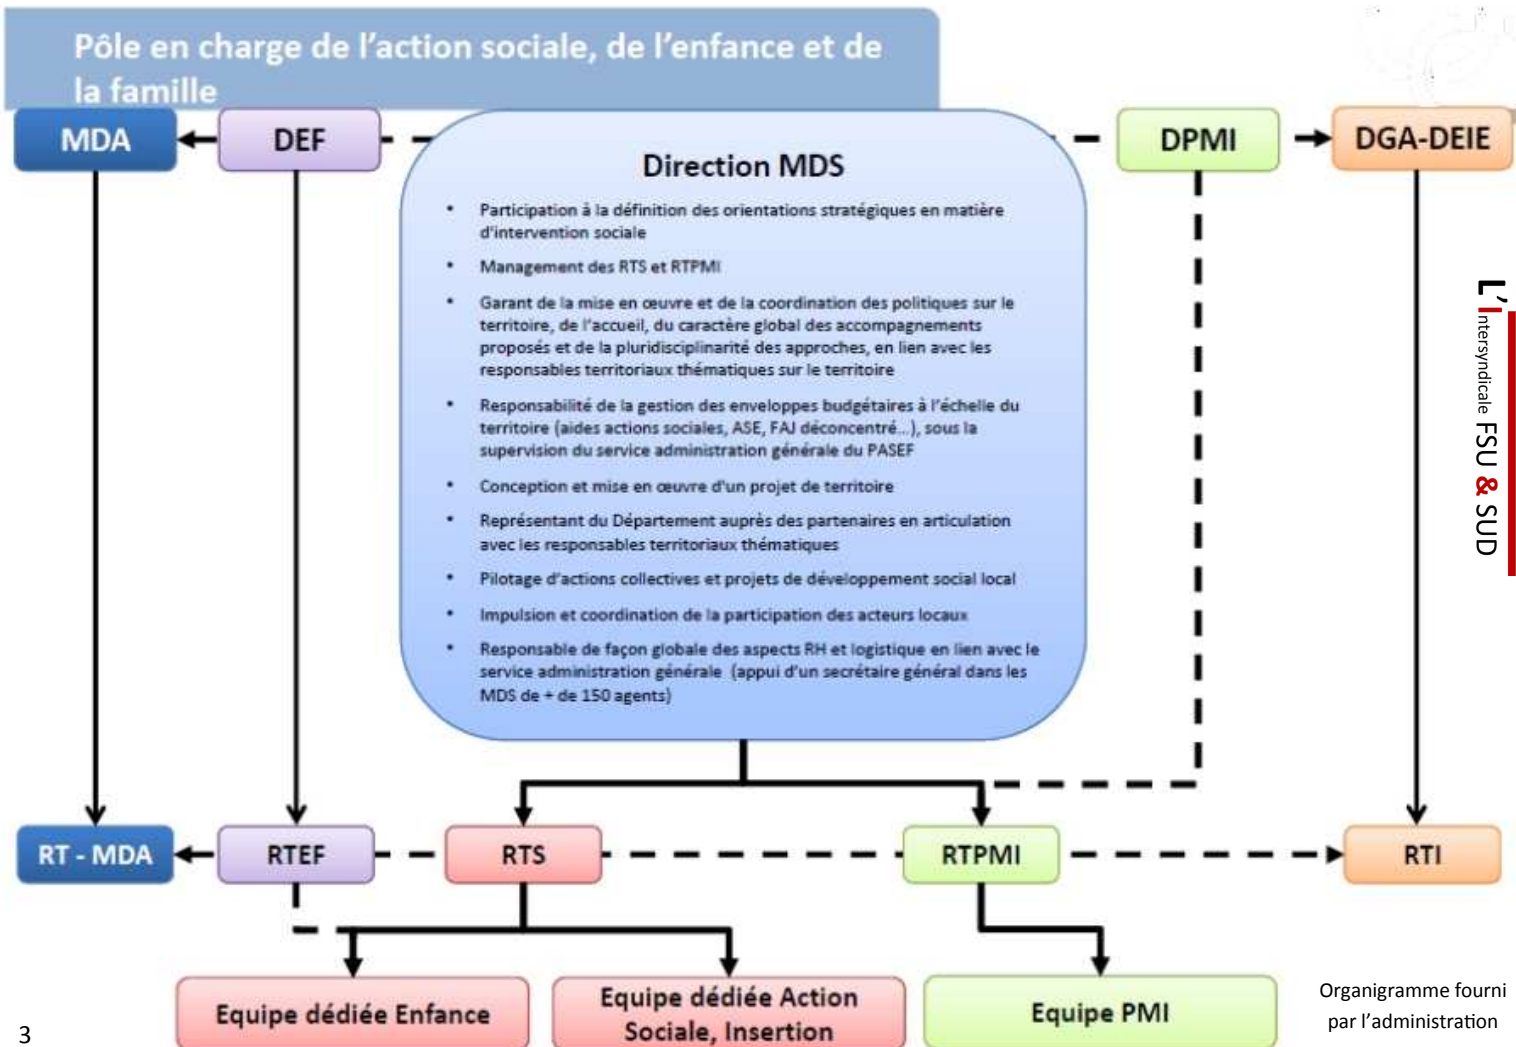 Pôle en charge de l'action sociale, de l'enfance et de
la famille
MDA
DEF
DPMI
DGA-DEIE
Direction MDS
• Participation à la définition des orientations stratégiques en matière
d'intervention sociale
• Management des RTS et RTPMI
• Garant de la mise en œuvre et de la coordination des politiques sur le
territoire, de l'accueil, du caractère global des accompagnements
proposés et de la pluridisciplinarité des approches, en lien avec les
responsables territoriaux thématiques sur le territoire
• Responsabilité de la gestion des enveloppes budgétaires à l'échelle du
territoire (aides actions sociales, ASE, FAJ déconcentré...), sous la
supervision du service administration générale du PASEF
• Conception et mise en œuvre d'un projet de territoire
• Représentant du Département auprès des partenaires en articulation
avec les responsables territoriaux thématiques
• Pilotage d'actions collectives et projets de développement social local
• Impulsion et coordination de la participation des acteurs locaux
• Responsable de façon globale des aspects RH et logistique en lien avec le
service administration générale (appui d'un secrétaire général dans les
MDS de + de 150 agents)
L'Intersyndicale FSU & SUD
RT - MDA
RTEF
RTS
RTPMI
RTI
Equipe dédiée Enfance
Equipe dédiée Action
Sociale, Insertion
Equipe PMI
Organigramme fourni
par l'administration
3